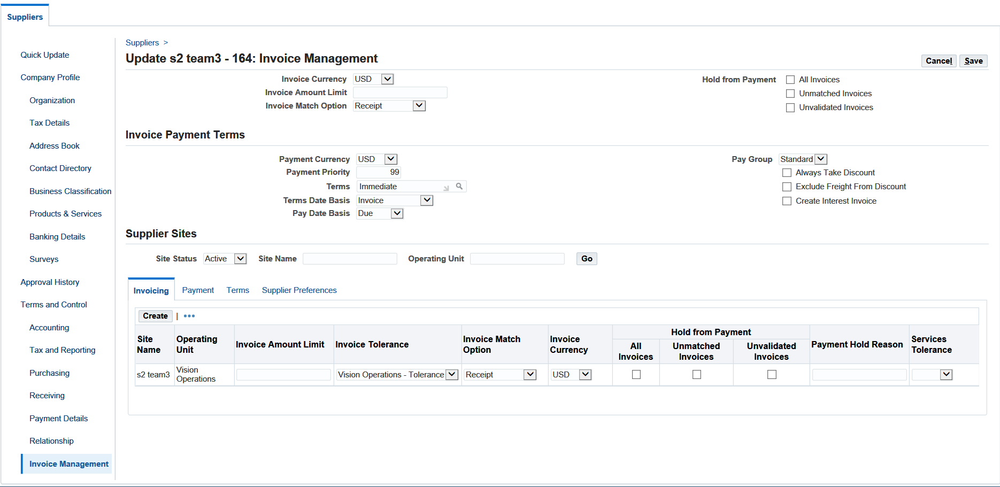 Suppliers
Quick Update
Company Profile
Organization
Tax Details
Address Book
Contact Directory
Business Classification
Products & Services
Banking Details
Surveys
Approval History
Terms and Control
Accounting
Tax and Reporting
Purchasing
Receiving
Payment Details
Relationship
Invoice Management
Suppliers >
Update s2 team3 - 164: Invoice Management
Cancel Save
Invoice Currency USD
Invoice Amount Limit
Invoice Match Option Receipt
Hold from Payment All Invoices
Unmatched Invoices
Unvalidated Invoices
Invoice Payment Terms
Payment Currency USD
Payment Priority 99
Terms Immediate
Terms Date Basis Invoice
Pay Date Basis Due
Pay Group Standard
Always Take Discount
Exclude Freight From Discount
Create Interest Invoice
Supplier Sites
Site Status Active Site Name Operating Unit Go
Invoicing Payment Terms Supplier Preferences
Create | •••
Site Name
Operating Unit
Invoice Amount Limit
Invoice Tolerance
Invoice Match Option
Invoice Currency
Hold from Payment
All Invoices
Unmatched Invoices
Unvalidated Invoices
Payment Hold Reason
Services Tolerance
s2 team3
Vision Operations
Vision Operations - Tolerance
Receipt
USD